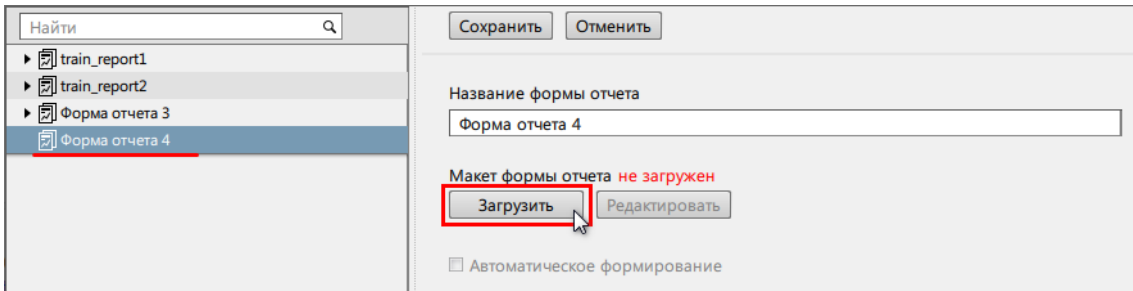 Найти
train_report1
train_report2
Форма отчета 3
Форма отчета 4
Сохранить Отменить
Название формы отчета
Форма отчета 4
Макет формы отчета не загружен
Загрузить Редактировать
Автоматическое формирование